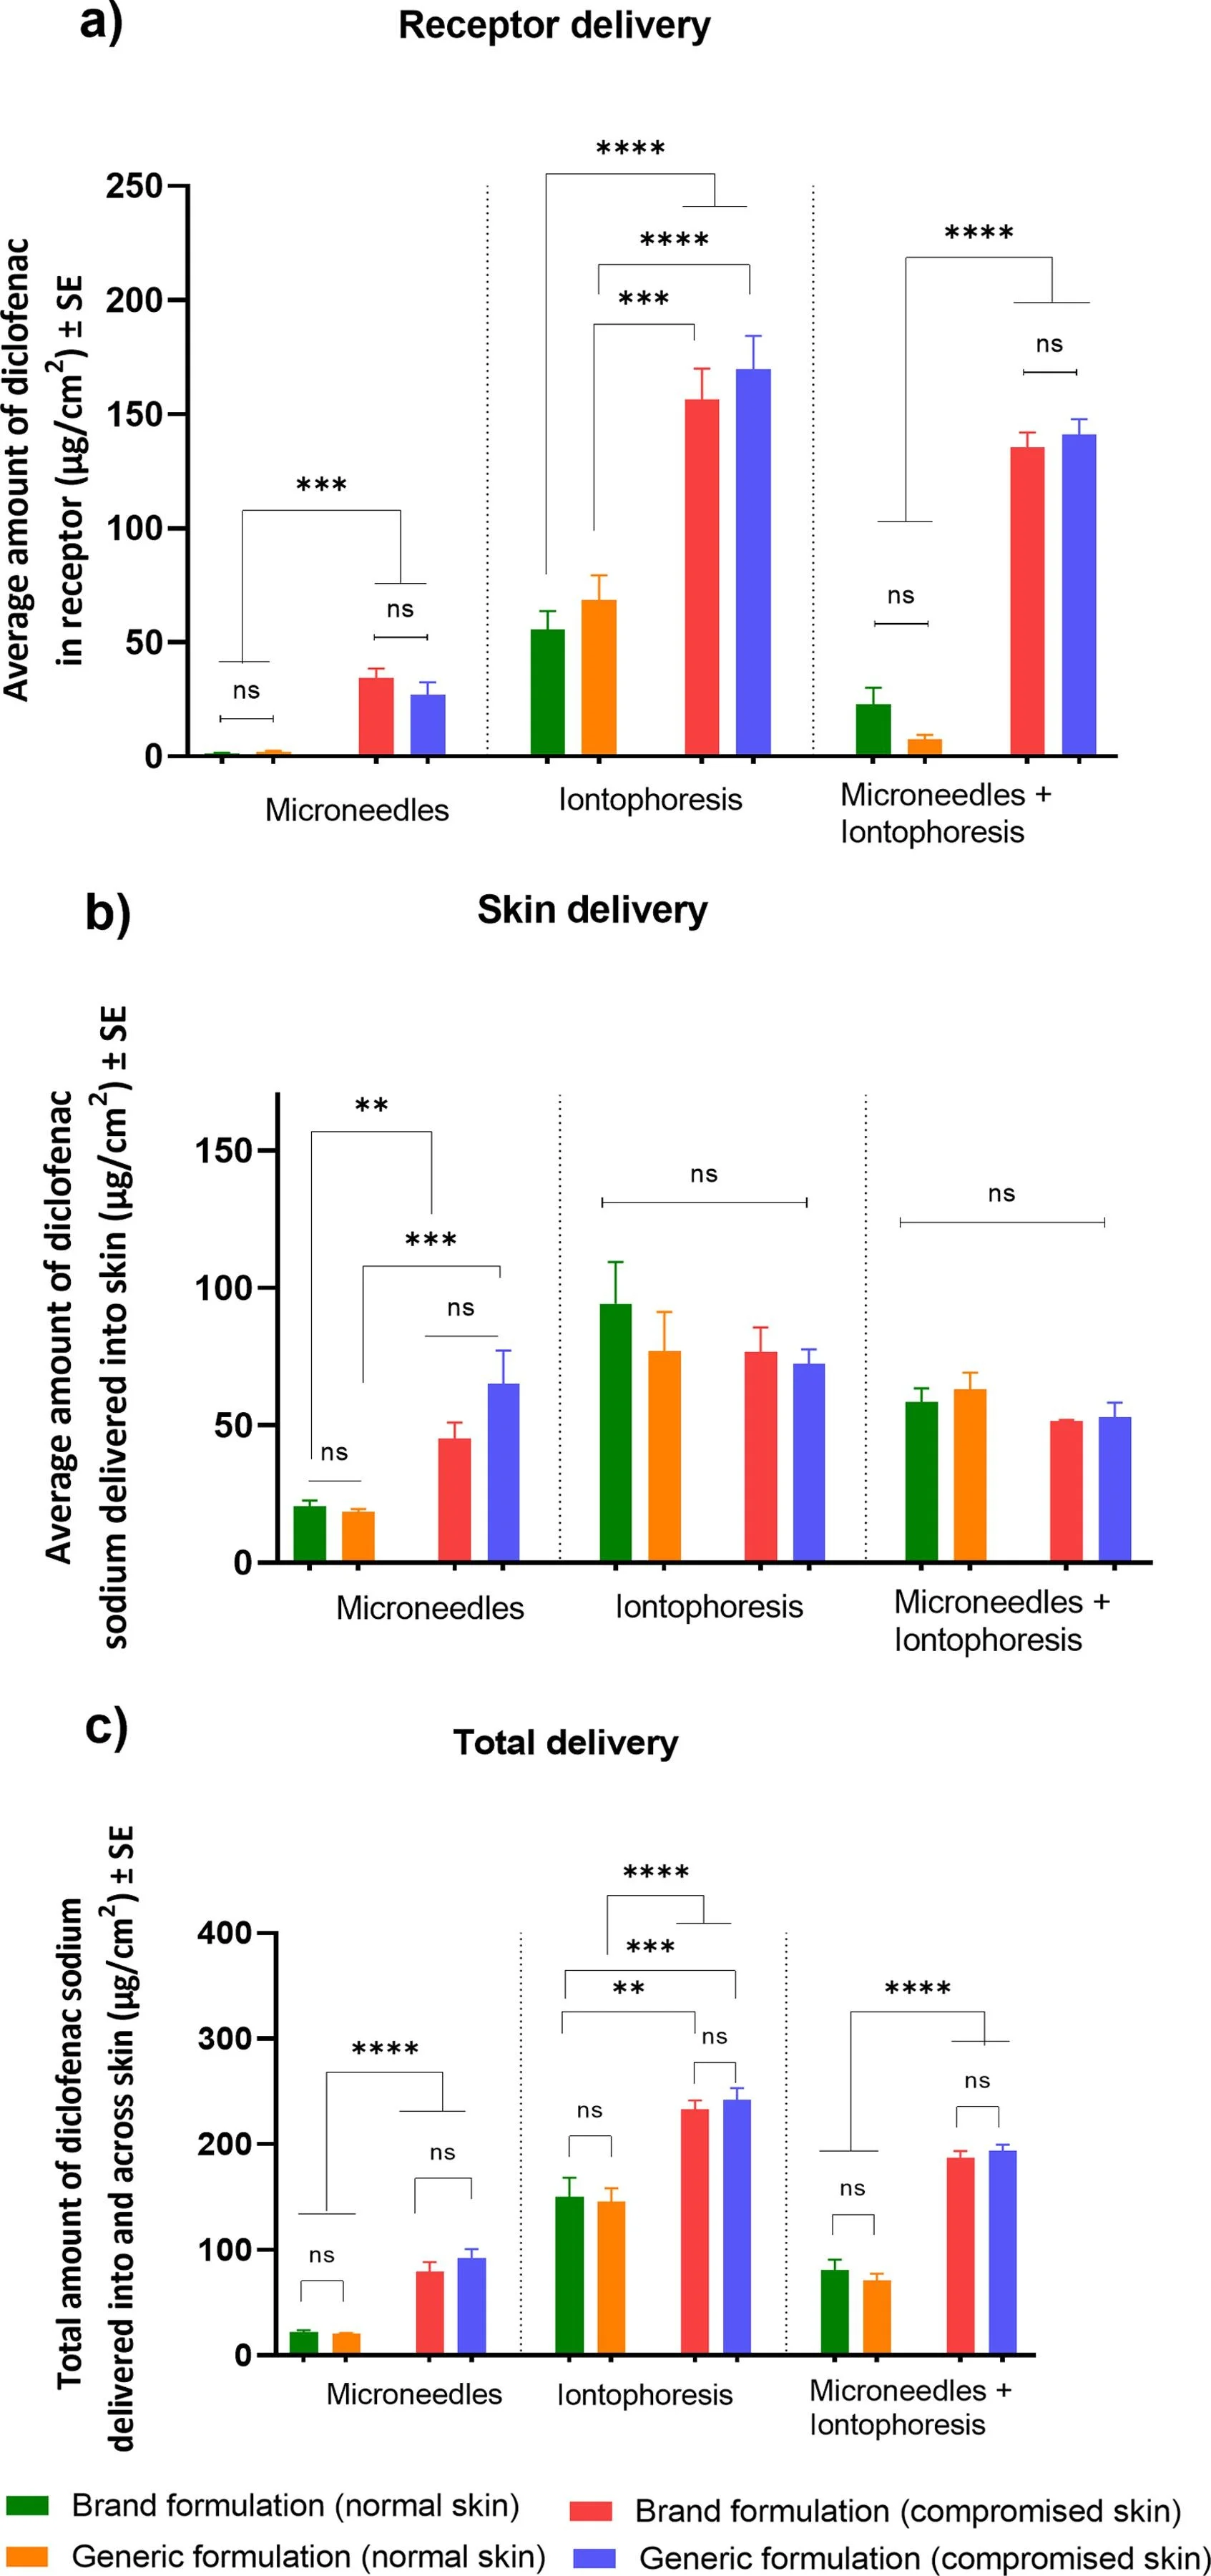 a)
Receptor delivery
Average amount of diclofenac
in receptor (µg/cm²) ± SE
250
200
150
100
50
0
****
****
***
****
ns
***
ns
ns
ns
Microneedles
Iontophoresis
Microneedles +
Iontophoresis
b)
Skin delivery
Average amount of diclofenac
sodium delivered into skin (µg/cm²) ± SE
150
100
50
0
**
***
ns
ns
ns
ns
Microneedles
Iontophoresis
Microneedles +
Iontophoresis
c)
Total delivery
Total amount of diclofenac sodium
delivered into and across skin (µg/cm²) ± SE
400
300
200
100
0
****
***
**
****
ns
****
ns
ns
ns
ns
ns
Microneedles
Iontophoresis
Microneedles +
Iontophoresis
Brand formulation (normal skin)
Brand formulation (compromised skin)
Generic formulation (normal skin)
Generic formulation (compromised skin)